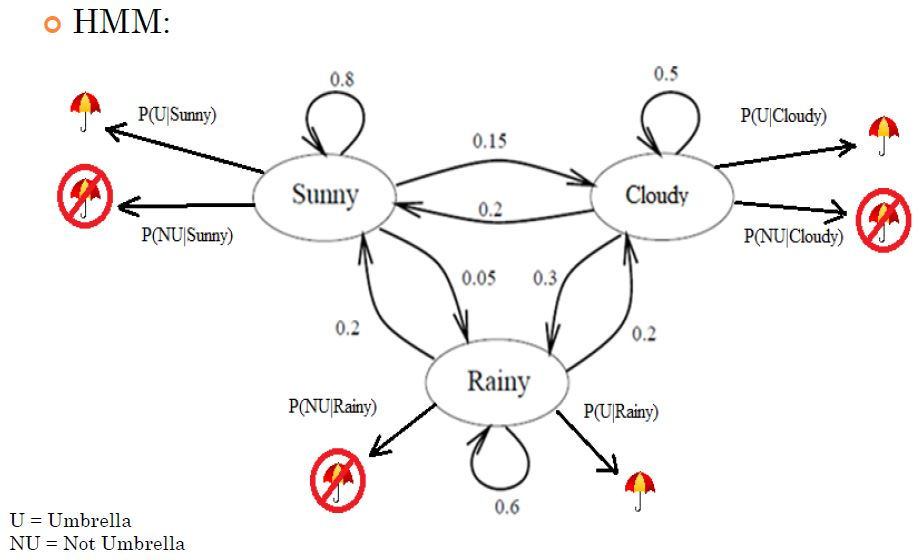 HMM:
0.8
0.5
P(U|Sunny)
P(U|Cloudy)
0.15
Sunny
Cloudy
0.2
P(NU|Sunny)
P(NU|Cloudy)
0.05
0.3
0.2
0.2
Rainy
P(NU|Rainy)
P(U|Rainy)
0.6
U = Umbrella
NU = Not Umbrella